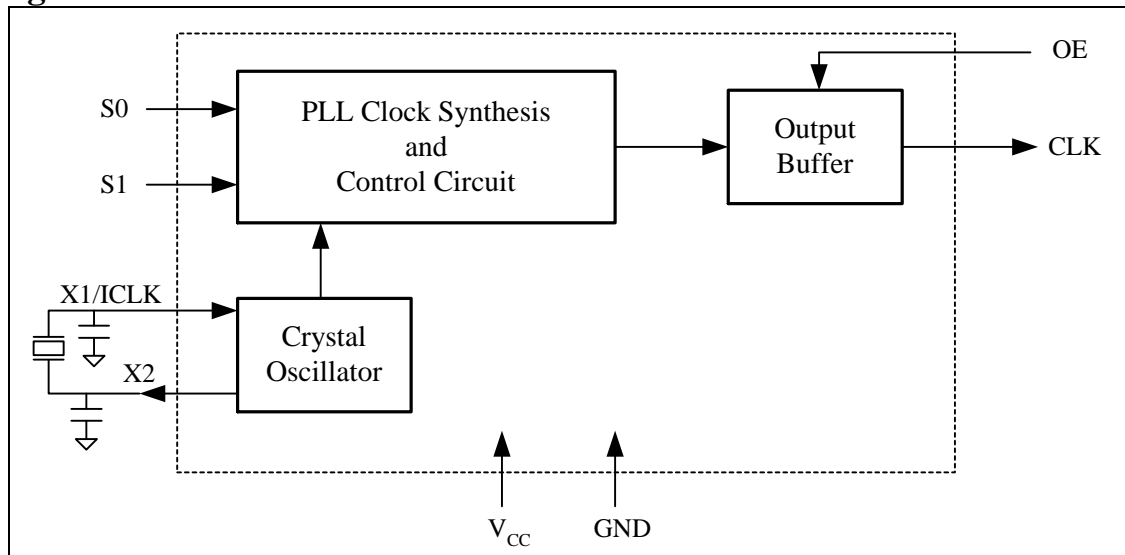 S0
S1
PLL Clock Synthesis
and
Control Circuit
OE
Output
Buffer
CLK
X1/ICLK
X2
Crystal
Oscillator
VCC
GND